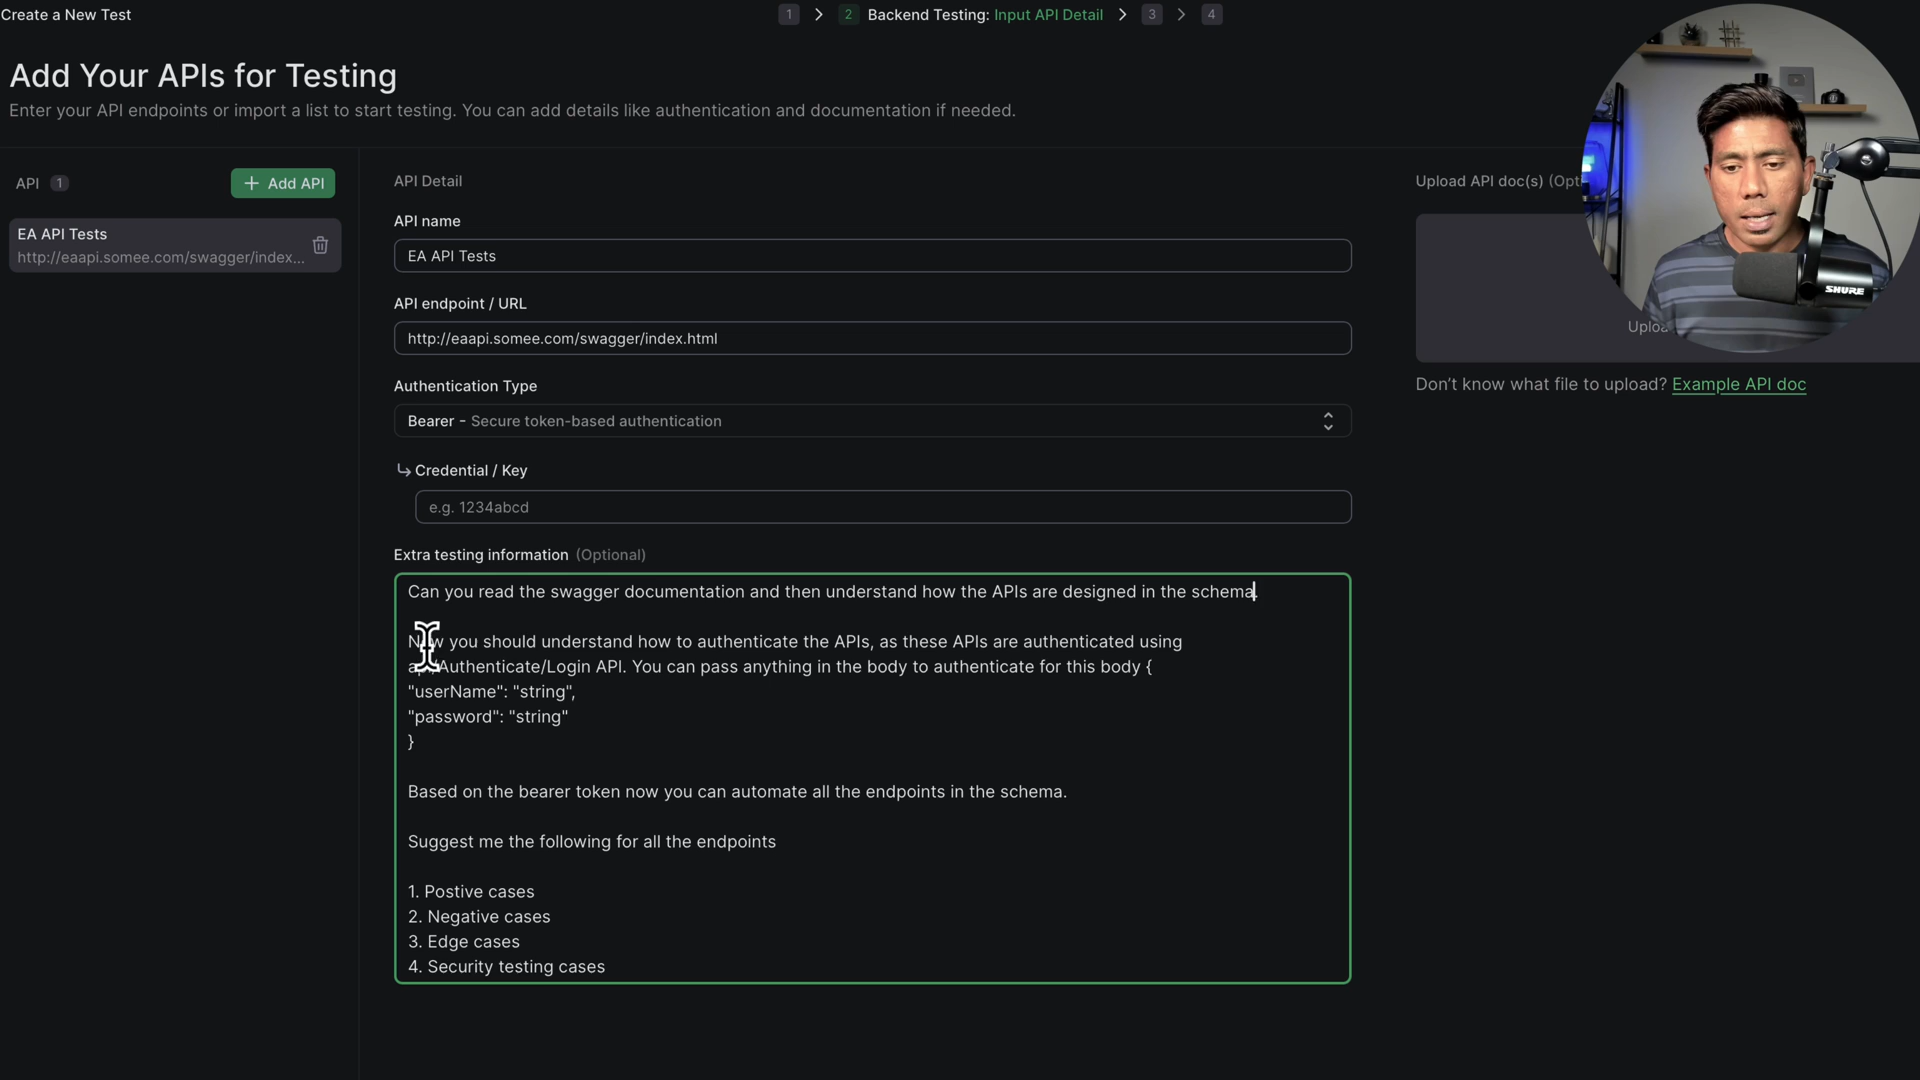 Create a New Test
1 > 2 Backend Testing: Input API Detail > 3 > 4
Add Your APIs for Testing
Enter your API endpoints or import a list to start testing. You can add details like authentication and documentation if needed.
API 1
+ Add API
EA API Tests
http://eaapi.somee.com/swagger/index...
API Detail
API name
EA API Tests
API endpoint / URL
http://eaapi.somee.com/swagger/index.html
Authentication Type
Bearer - Secure token-based authentication
Credential / Key
e.g. 1234abcd
Extra testing information (Optional)
Can you read the swagger documentation and then understand how the APIs are designed in the schema.
Now you should understand how to authenticate the APIs, as these APIs are authenticated using
api/Authenticate/Login API. You can pass anything in the body to authenticate for this body {
"userName": "string",
"password": "string"
}
Based on the bearer token now you can automate all the endpoints in the schema.
Suggest me the following for all the endpoints
1. Postive cases
2. Negative cases
3. Edge cases
4. Security testing cases
Upload API doc(s)
Don't know what file to upload? Example API doc
SHURE